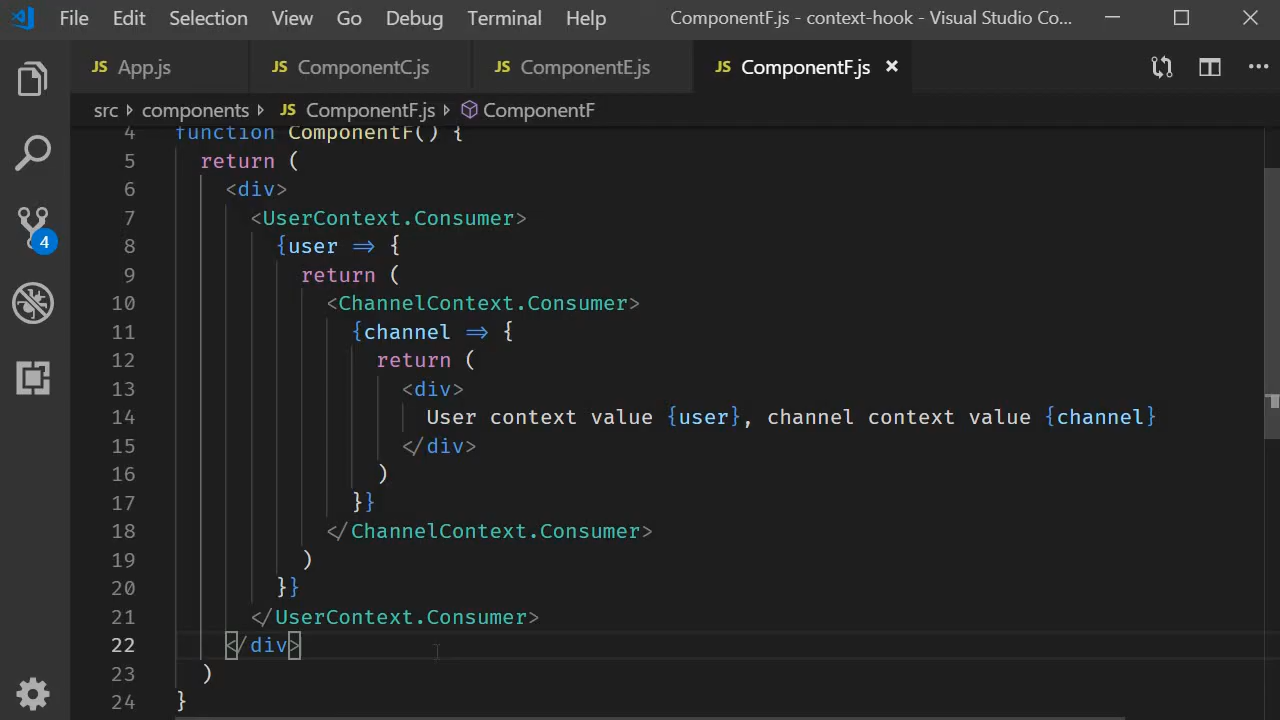 File Edit Selection View Go Debug Terminal Help ComponentF.js - context-hook - Visual Studio Co...
JS App.js JS ComponentC.js JS ComponentE.js JS ComponentF.js ×
src › components › JS ComponentF.js › ComponentF
4 function ComponentF() {
5 return (
6 <div>
7 <UserContext.Consumer>
8 {user => {
9 return (
10 <ChannelContext.Consumer>
11 {channel => {
12 return (
13 <div>
14 User context value {user}, channel context value {channel}
15 </div>
16 )
17 }}
18 </ChannelContext.Consumer>
19 )
20 }}
21 </UserContext.Consumer>
22 </div>
23 )
24 }
4